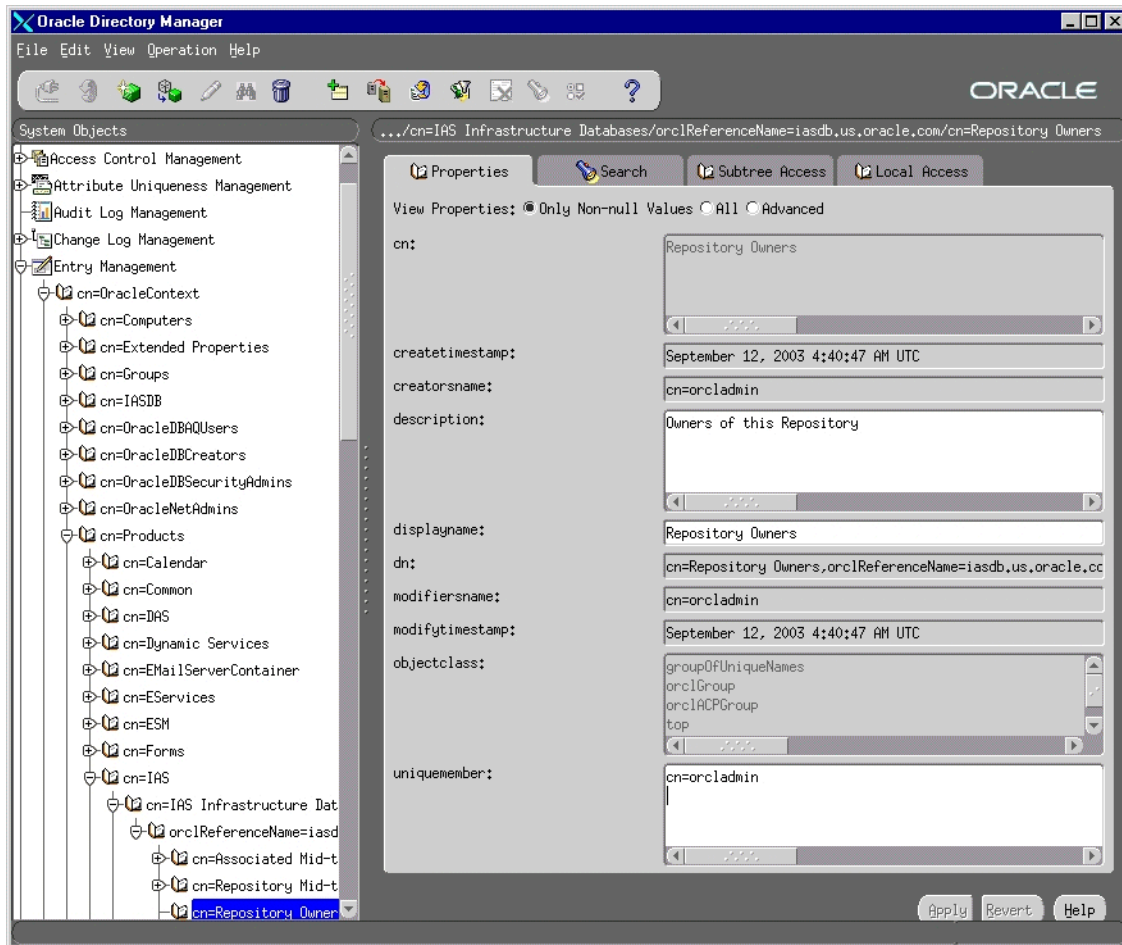 Oracle Directory Manager
File Edit View Operation Help
ORACLE
System Objects
Access Control Management
Attribute Uniqueness Management
Audit Log Management
Change Log Management
Entry Management
cn=OracleContext
cn=Computers
cn=Extended Properties
cn=Groups
cn=IASDB
cn=OracleDBAQUsers
cn=OracleDBCreators
cn=OracleDBSecurityAdmins
cn=OracleNetAdmins
cn=Products
cn=Calendar
cn=Common
cn=DAS
cn=Dynamic Services
cn=EMailServerContainer
cn=EServices
cn=ESM
cn=Forms
cn=IAS
cn=IAS Infrastructure Dat
orclReferenceName=iasd
cn=Associated Mid-t
cn=Repository Mid-t
cn=Repository Owner
.../cn=IAS Infrastructure Databases/orclReferenceName=iasdb.us.oracle.com/cn=Repository Owners
Properties Search Subtree Access Local Access
View Properties: Only Non-null Values All Advanced
cn: Repository Owners
createtimestamp: September 12, 2003 4:40:47 AM UTC
creatorsname: cn=orcladmin
description: Owners of this Repository
displayname: Repository Owners
dn: cn=Repository Owners,orclReferenceName=iasdb.us.oracle.cc
modifiersname: cn=orcladmin
modifytimestamp: September 12, 2003 4:40:47 AM UTC
objectclass: groupOfUniqueNames
orclGroup
orclACPGroup
top
uniquemember: cn=orcladmin
Apply Revert Help